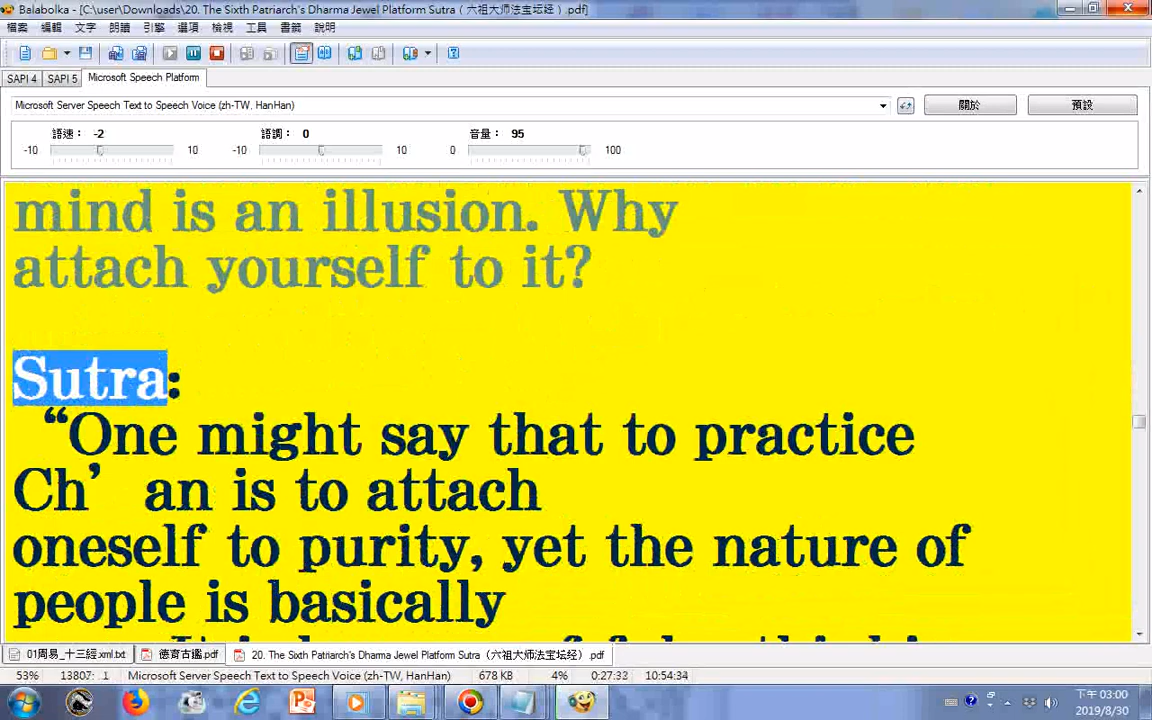 Balabolka - [C:\user\Downloads\20. The Sixth Patriarch's Dharma Jewel Platform Sutra（六祖大师法宝坛经）.pdf]
檔案 編輯 文字 朗讀 引擎 選項 檢視 工具 書籤 說明
SAPI 4 SAPI 5 Microsoft Speech Platform
Microsoft Server Speech Text to Speech Voice (zh-TW, HanHan) 關於 預設
語速： -2 語調： 0 音量： 95
-10 10 -10 10 0 100
mind is an illusion. Why
attach yourself to it?
Sutra:
“One might say that to practice
Ch’an is to attach
oneself to purity, yet the nature of
people is basically
01周易_十三經.xml.txt 德育古鑑.pdf 20. The Sixth Patriarch's Dharma Jewel Platform Sutra（六祖大师法宝坛经）.pdf
53% 13807: 1 Microsoft Server Speech Text to Speech Voice (zh-TW, HanHan) 678 KB 4% 0:27:32 10:54:34
下午 03:00
2019/8/30